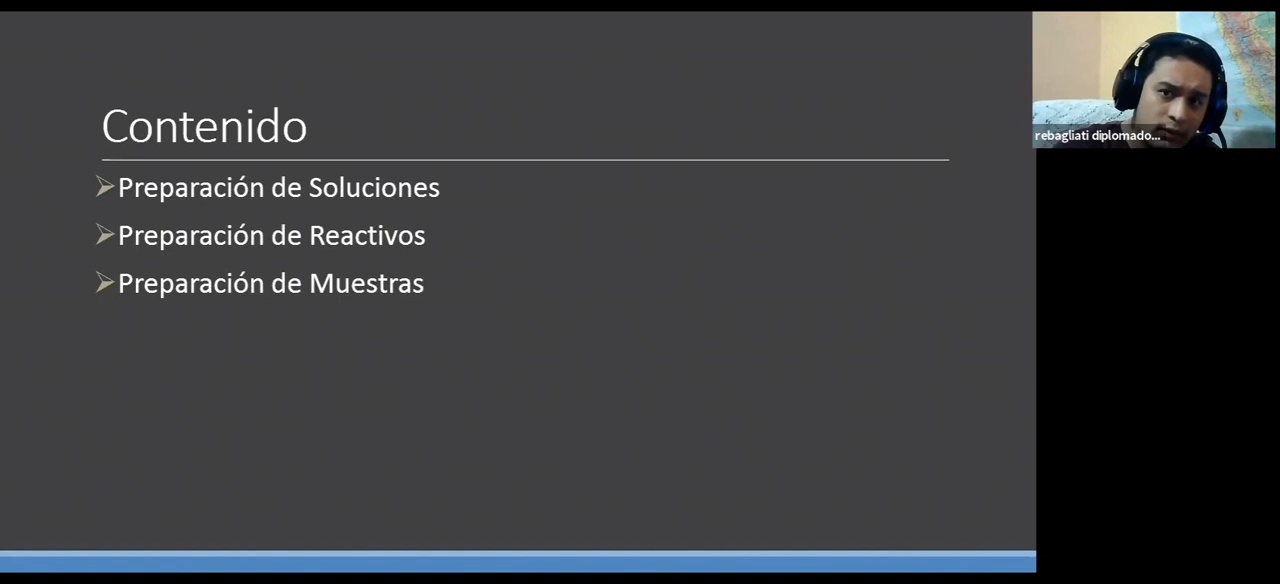 Contenido
Preparación de Soluciones
Preparación de Reactivos
Preparación de Muestras
rebagliati diplomado...